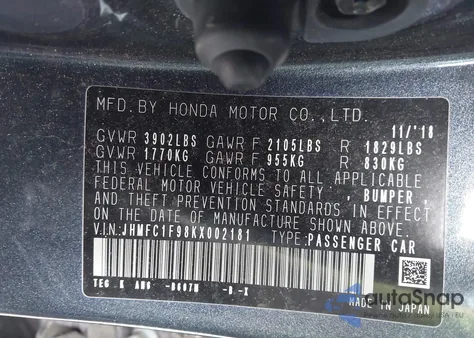 MFD. BY HONDA MOTOR CO., LTD. 11/'18
GVWR 3902LBS GAWR F 2105LBS R 1829LBS
GVWR 1770KG GAWR F 955KG R 830KG
THIS VEHICLE CONFORMS TO ALL APPLICABLE
FEDERAL MOTOR VEHICLE SAFETY, BUMPER,
AND THEFT PREVENTION STANDARDS IN EFFECT
ON THE DATE OF MANUFACTURE SHOWN ABOVE.
V.I.N:JHMFC1F98KX002181 TYPE:PASSENGER CAR
MADE IN JAPAN
autoSnap